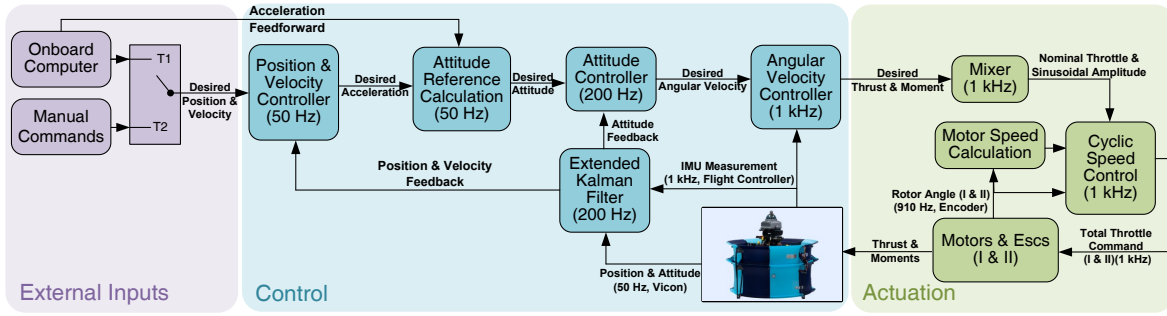 Acceleration
Feedforward
Onboard
Computer
Manual
Commands
T1
T2
Desired
Position &
Velocity
External Inputs
Position &
Velocity
Controller
(50 Hz)
Desired
Acceleration
Attitude
Reference
Calculation
(50 Hz)
Desired
Attitude
Attitude
Controller
(200 Hz)
Desired
Angular Velocity
Angular
Velocity
Controller
(1 kHz)
Attitude
Feedback
Position & Velocity
Feedback
Extended
Kalman
Filter
(200 Hz)
IMU Measurement
(1 kHz, Flight Controller)
Position & Attitude
(50 Hz, Vicon)
Control
Desired
Thrust & Moment
Mixer
(1 kHz)
Nominal Throttle &
Sinusoidal Amplitude
Motor Speed
Calculation
Cyclic
Speed
Control
(1 kHz)
Rotor Angle (I & II)
(910 Hz, Encoder)
Thrust &
Moments
Motors & Escs
(I & II)
Total Throttle
Command
(I & II)(1 kHz)
Actuation